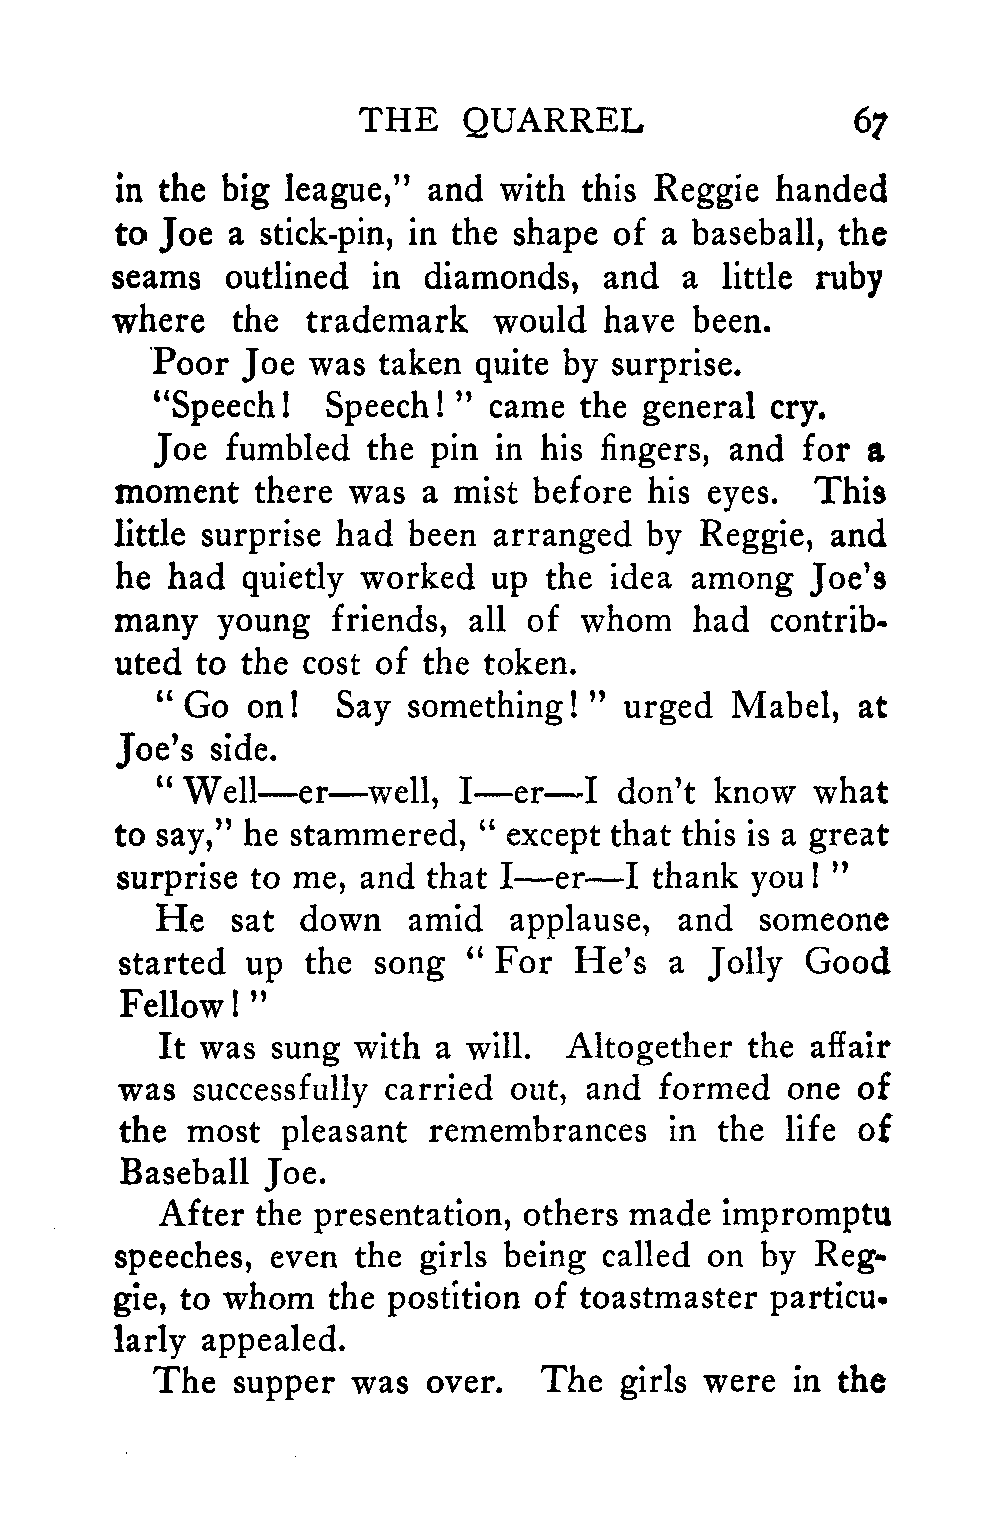 THE QUARREL 67
in the big league," and with this Reggie handed
to Joe a stick-pin, in the shape of a baseball, the
seams outlined in diamonds, and a little ruby
where the trademark would have been.
Poor Joe was taken quite by surprise.
"Speech! Speech!" came the general cry.
Joe fumbled the pin in his fingers, and for a
moment there was a mist before his eyes. This
little surprise had been arranged by Reggie, and
he had quietly worked up the idea among Joe's
many young friends, all of whom had contrib-
uted to the cost of the token.
"Go on! Say something!" urged Mabel, at
Joe's side.
"Well—er—well, I—er—I don't know what
to say," he stammered, "except that this is a great
surprise to me, and that I—er—I thank you!"
He sat down amid applause, and someone
started up the song "For He's a Jolly Good
Fellow!"
It was sung with a will. Altogether the affair
was successfully carried out, and formed one of
the most pleasant remembrances in the life of
Baseball Joe.
After the presentation, others made impromptu
speeches, even the girls being called on by Reg-
gie, to whom the postition of toastmaster particu-
larly appealed.
The supper was over. The girls were in the